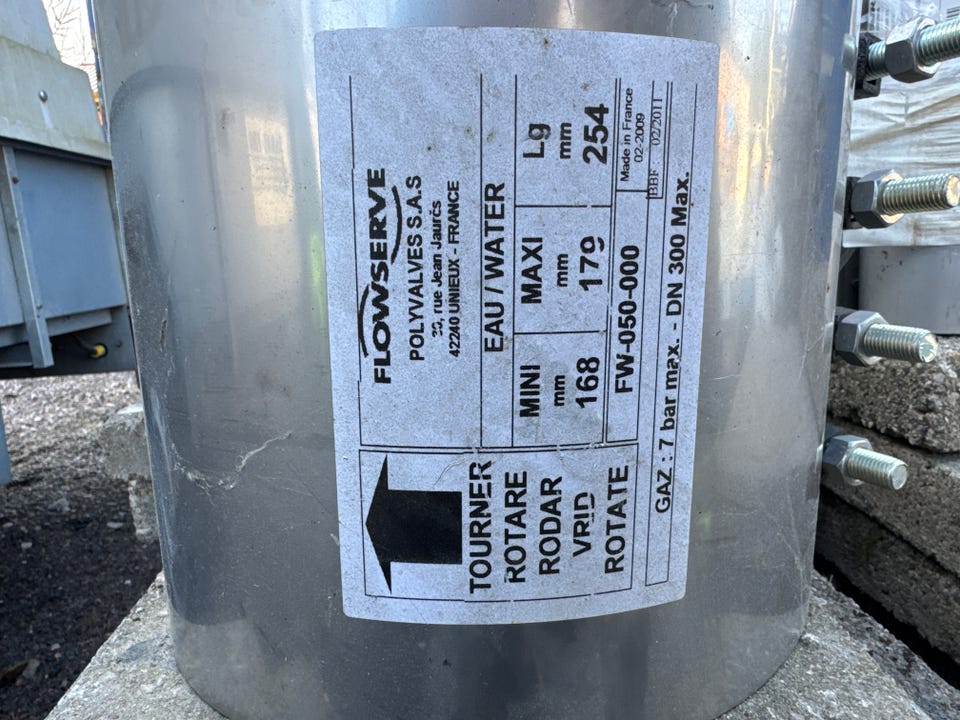 FLOWSERVE
POLYVALVES S.A.S
rue Jean Jaurés
42240 UNIEUX - FRANCE
EAU / WATER
MINI MAXI Lg
mm mm mm
168 179 254
FW-050-000
Made in France
02-2009
BBF 02/2011
GAZ : 7 bar max. - DN 300 Max.
TOURNER
ROTARE
RODAR
VRID
ROTATE